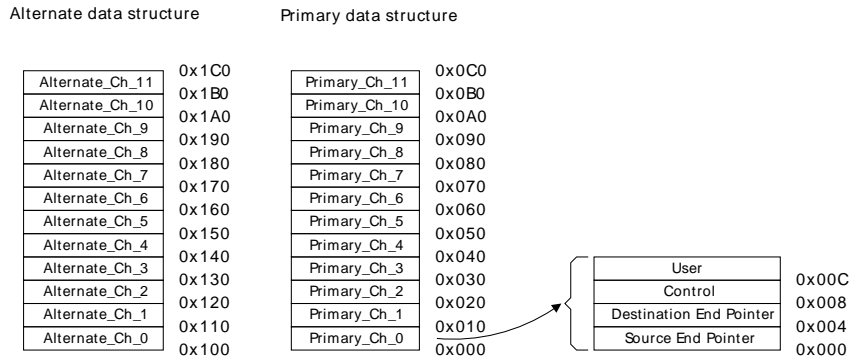 Alternate data structure
Primary data structure
Alternate_Ch_11
Alternate_Ch_10
Alternate_Ch_9
Alternate_Ch_8
Alternate_Ch_7
Alternate_Ch_6
Alternate_Ch_5
Alternate_Ch_4
Alternate_Ch_3
Alternate_Ch_2
Alternate_Ch_1
Alternate_Ch_0
0x1C0
0x1B0
0x1A0
0x190
0x180
0x170
0x160
0x150
0x140
0x130
0x120
0x110
0x100
Primary_Ch_11
Primary_Ch_10
Primary_Ch_9
Primary_Ch_8
Primary_Ch_7
Primary_Ch_6
Primary_Ch_5
Primary_Ch_4
Primary_Ch_3
Primary_Ch_2
Primary_Ch_1
Primary_Ch_0
0x0C0
0x0B0
0x0A0
0x090
0x080
0x070
0x060
0x050
0x040
0x030
0x020
0x010
0x000
User
Control
Destination End Pointer
Source End Pointer
0x00C
0x008
0x004
0x000